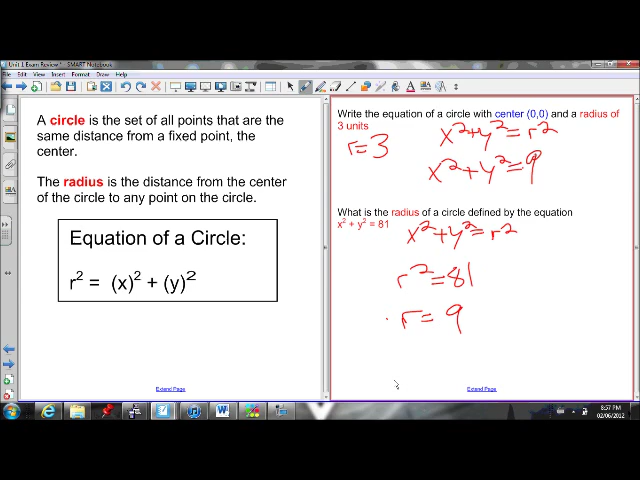 Unit 1 Exam Review * - SMART Notebook
File Edit View Insert Format Tools Draw Help
A circle is the set of all points that are the
same distance from a fixed point, the
center.
The radius is the distance from the center
of the circle to any point on the circle.
Equation of a Circle:
r² = (x)² + (y)²
Extend Page
Write the equation of a circle with center (0,0) and a radius of
3 units
x²+y²=r²
r=3
x²+y²=9
What is the radius of a circle defined by the equation
x² + y² = 81
x²+y²=r²
r²=81
r=9
Extend Page
8:57 PM
02/06/2012